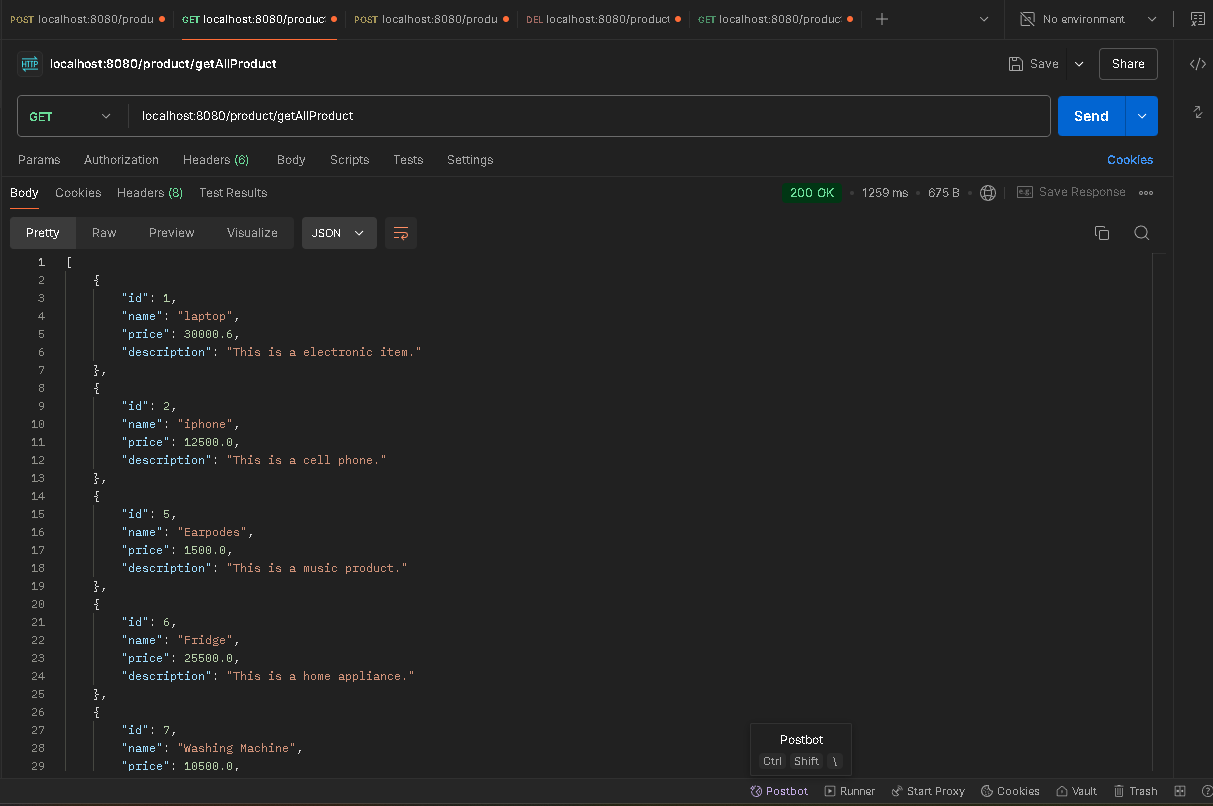 POST localhost:8080/produ
GET localhost:8080/product
POST localhost:8080/produ
DEL localhost:8080/product
GET localhost:8080/produc
No environment
HTTP localhost:8080/product/getAllProduct
Save
Share
GET
localhost:8080/product/getAllProduct
Send
Params Authorization Headers (6) Body Scripts Tests Settings
Cookies
Body Cookies Headers (8) Test Results
200 OK • 1259 ms • 675 B •
e.g. Save Response
Pretty Raw Preview Visualize JSON
1 [
2 {
3 "id": 1,
4 "name": "laptop",
5 "price": 30000.6,
6 "description": "This is a electronic item."
7 },
8 {
9 "id": 2,
10 "name": "iphone",
11 "price": 12500.0,
12 "description": "This is a cell phone."
13 },
14 {
15 "id": 5,
16 "name": "Earpodes",
17 "price": 1500.0,
18 "description": "This is a music product."
19 },
20 {
21 "id": 6,
22 "name": "Fridge",
23 "price": 25500.0,
24 "description": "This is a home appliance."
25 },
26 {
27 "id": 7,
28 "name": "Washing Machine",
29 "price": 10500.0,
Postbot
Ctrl Shift \
Postbot Runner Start Proxy Cookies Vault Trash